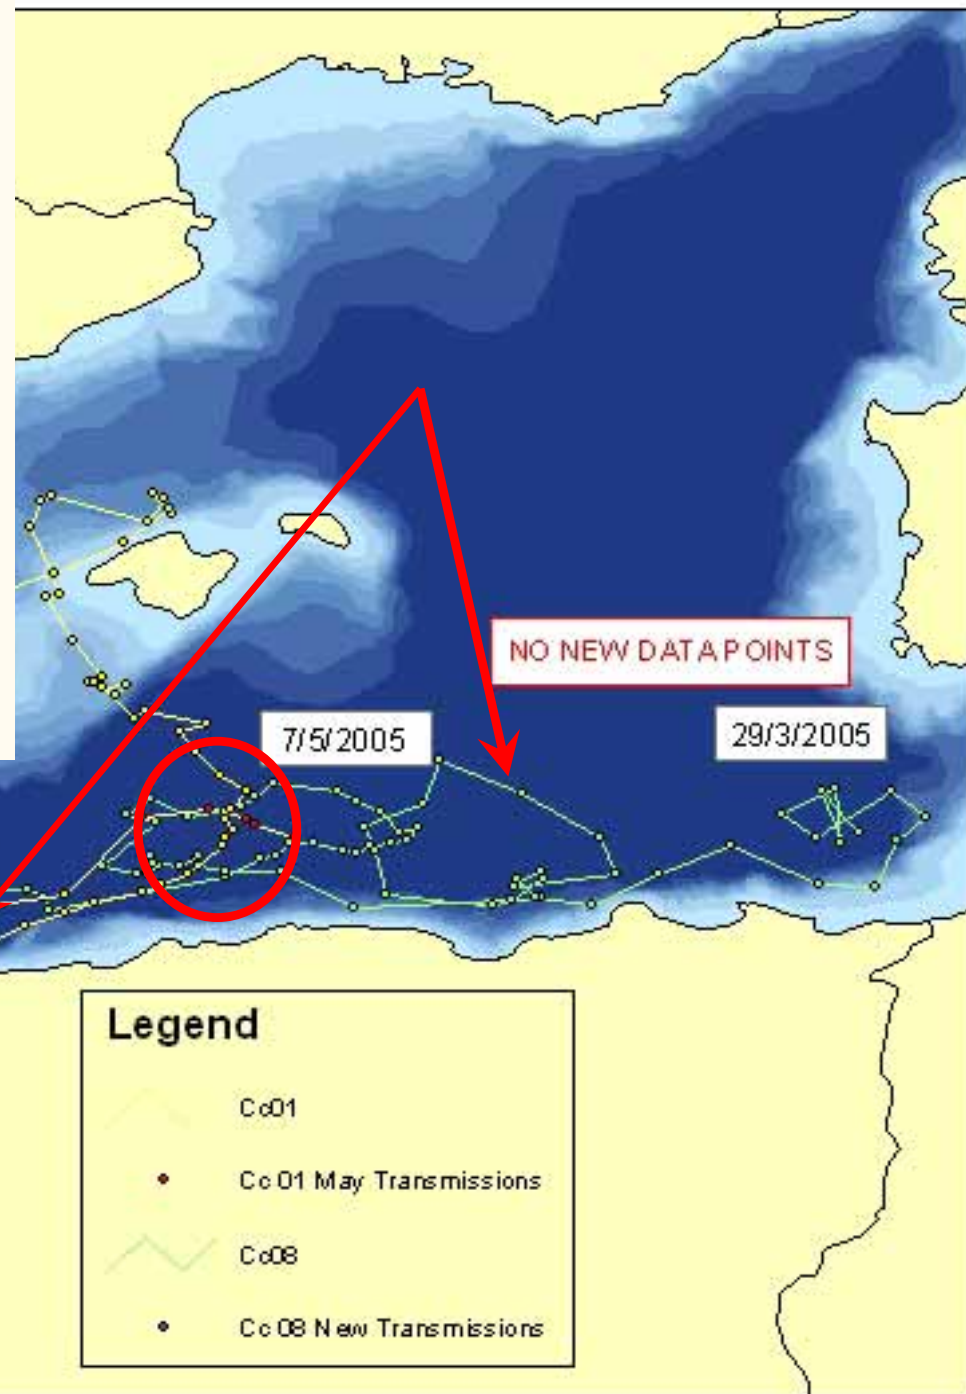 NO NEW DATA POINTS
7/5/2005
29/3/2005
Legend
Cc01
Cc 01 May Transmissions
Cc08
Cc 08 New Transmissions